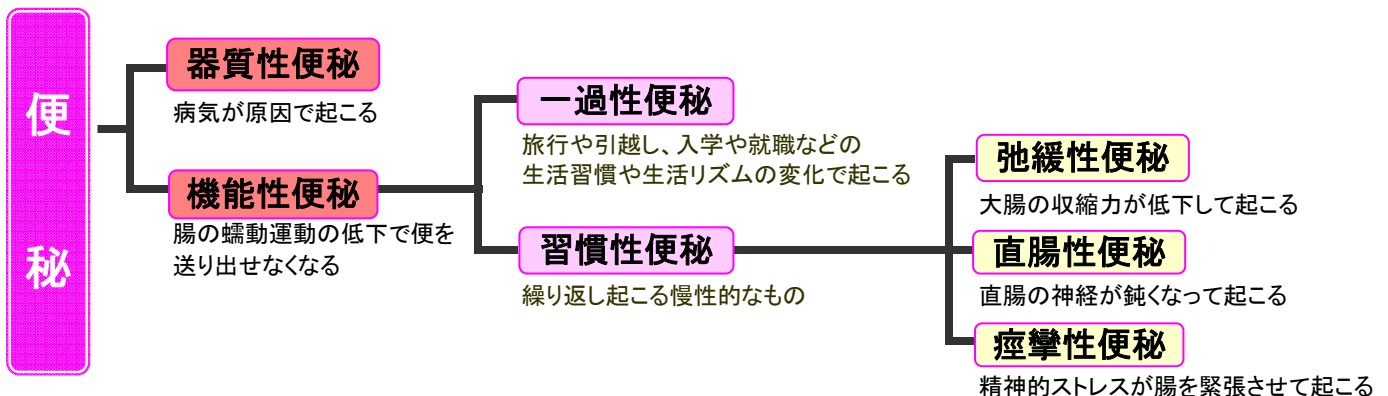 便秘
器質性便秘
病気が原因で起こる
機能性便秘
腸の蠕動運動の低下で便を
送り出せなくなる
一過性便秘
旅行や引越し、入学や就職などの
生活習慣や生活リズムの変化で起こる
習慣性便秘
繰り返し起こる慢性的なもの
弛緩性便秘
大腸の収縮力が低下して起こる
直腸性便秘
直腸の神経が鈍くなって起こる
痙攣性便秘
精神的ストレスが腸を緊張させて起こる